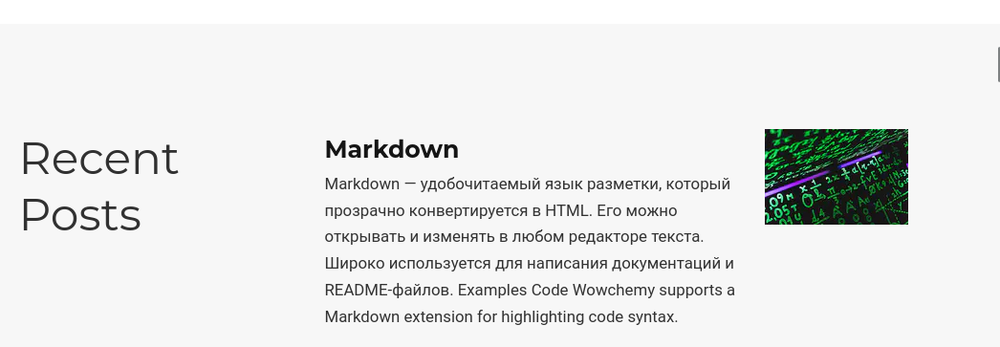 Recent
Posts
Markdown
Markdown — удобочитаемый язык разметки, который
прозрачно конвертируется в HTML. Его можно
открывать и изменять в любом редакторе текста.
Широко используется для написания документаций и
README-файлов. Examples Code Wowchemy supports a
Markdown extension for highlighting code syntax.